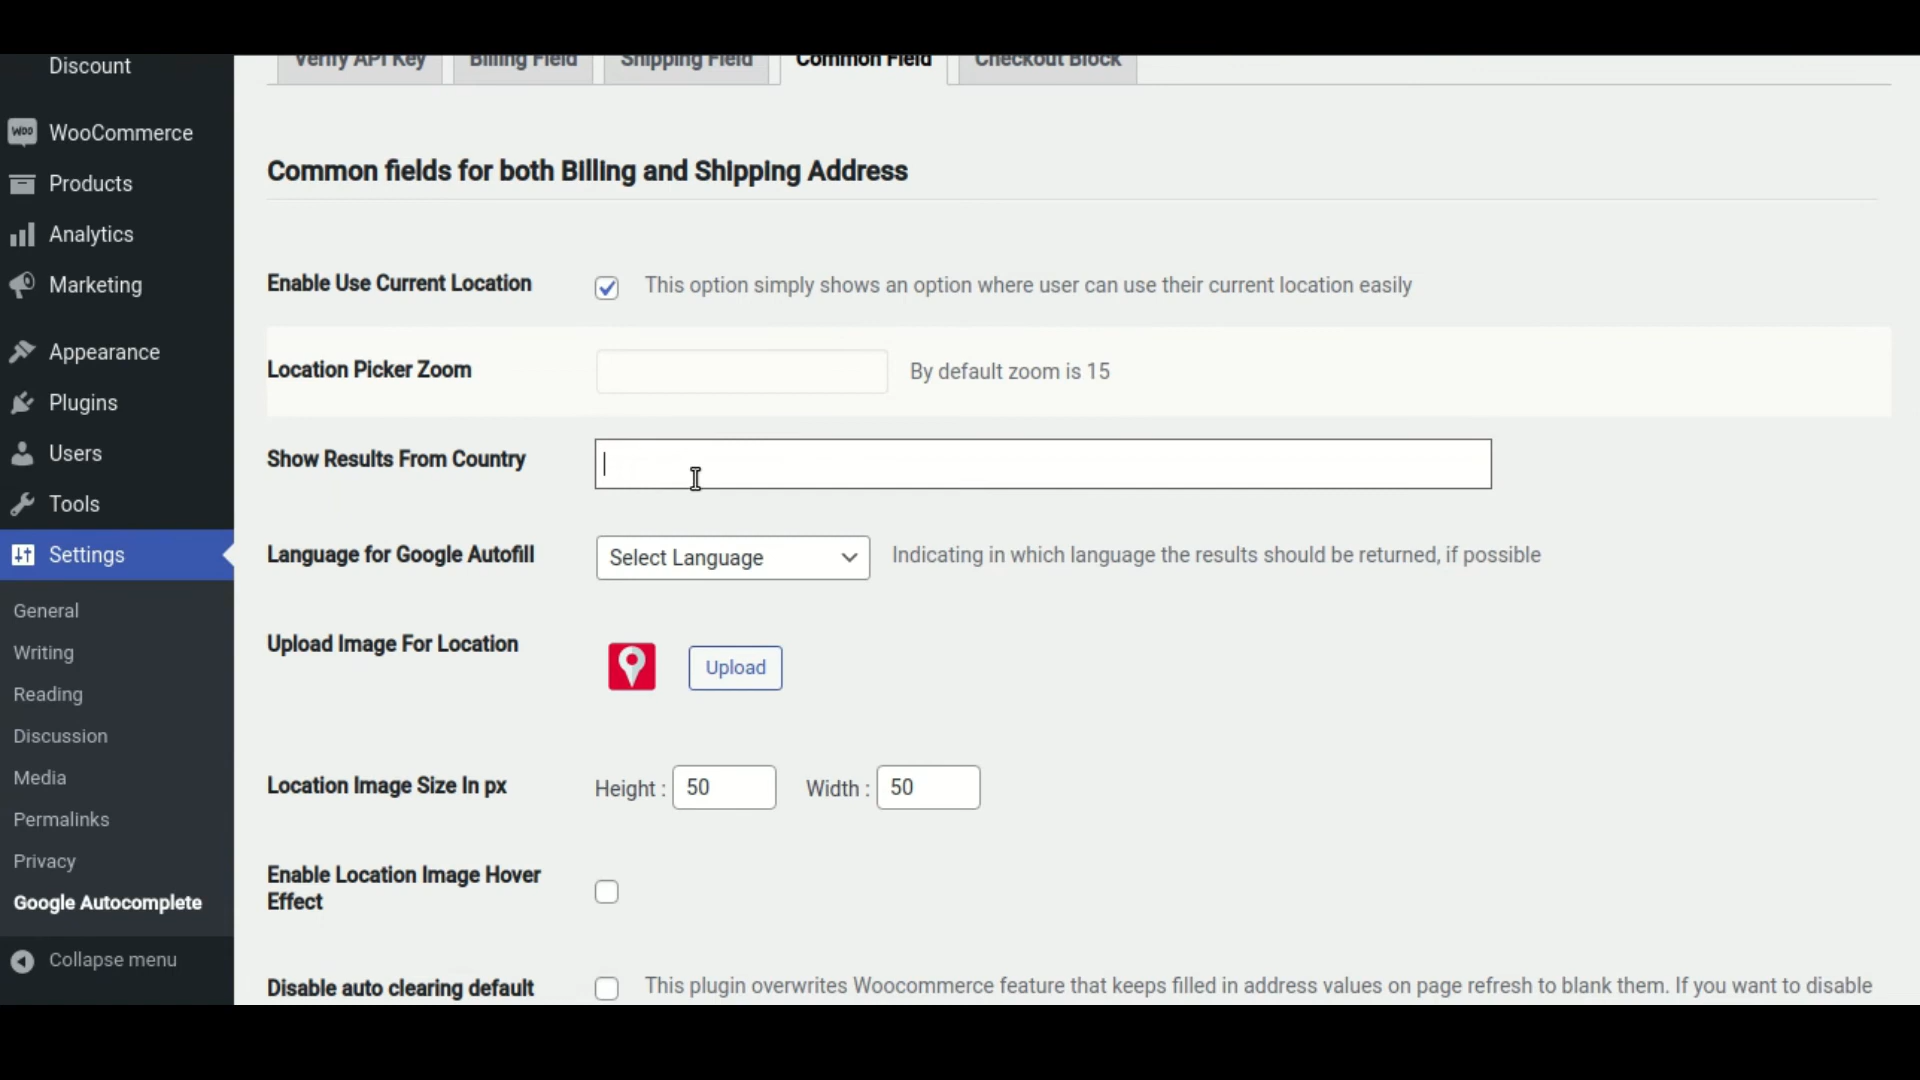 Discount
WOO WooCommerce
Products
Analytics
Marketing
Appearance
Plugins
Users
Tools
Settings
General
Writing
Reading
Discussion
Media
Permalinks
Privacy
Google Autocomplete
Collapse menu
Verify API Key Billing Field Shipping Field Common Field Checkout Block
Common fields for both Billing and Shipping Address
Enable Use Current Location This option simply shows an option where user can use their current location easily
Location Picker Zoom By default zoom is 15
Show Results From Country
Language for Google Autofill Select Language Indicating in which language the results should be returned, if possible
Upload Image For Location Upload
Location Image Size In px Height : 50 Width : 50
Enable Location Image Hover
Effect
Disable auto clearing default This plugin overwrites Woocommerce feature that keeps filled in address values on page refresh to blank them. If you want to disable